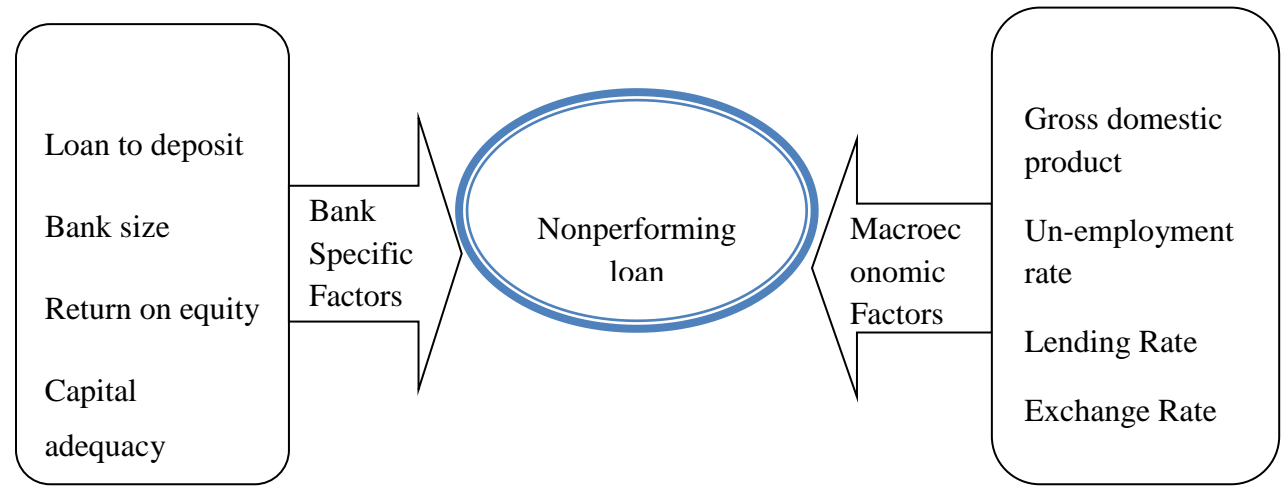 Loan to deposit
Bank size
Return on equity
Capital
adequacy
Bank
Specific
Factors
Nonperforming
loan
Macroec
onomic
Factors
Gross domestic
product
Un-employment
rate
Lending Rate
Exchange Rate